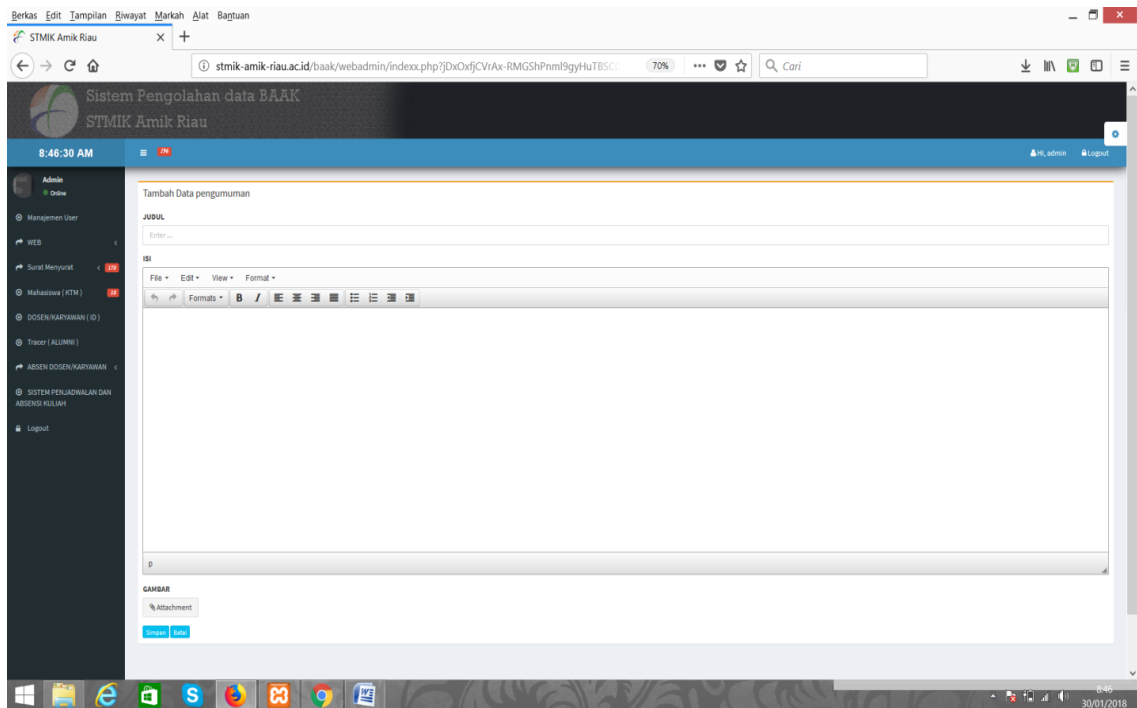 Berkas Edit Tampilan Riwayat Markah Alat Bantuan
STMIK Amik Riau
stmik-amik-riau.ac.id/baak/webadmin/indexx.php?jDxOxfjCVrAx-RMGShPnml9gyHuTBSC
70%
Cari
Sistem Pengolahan data BAAK
STMIK Amik Riau
8:46:30 AM
Hi, admin
Logout
Admin
Online
Manajemen User
WEB
Surat Menyurat
Mahasiswa ( KTM )
DOSEN/KARYAWAN ( ID )
Tracer ( ALUMNI )
ABSEN DOSEN/KARYAWAN
SISTEM PENJADWALAN DAN
ABSENSI KULIAH
Logout
Tambah Data pengumuman
JUDUL
Enter ...
ISI
File Edit View Format
Formats B I
p
GAMBAR
Attachment
Simpan Batal
8:46
30/01/2018